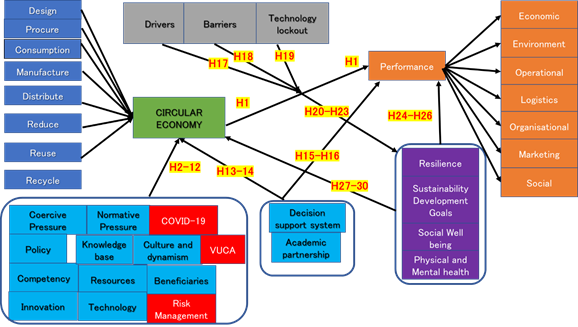 Design
Procure
Consumption
Manufacture
Distribute
Reduce
Reuse
Recycle
Drivers
Barriers
Technology
lockout
H17
H18
H19
H1
H1
CIRCULAR
ECONOMY
Performance
H20-H23
H24-H26
H2-12
H13-14
H15-H16
H27-30
Economic
Environment
Operational
Logistics
Organisational
Marketing
Social
Resilience
Sustainability
Development
Goals
Social Well
being
Physical and
Mental health
Decision
support system
Academic
partnership
Coercive
Pressure
Normative
Pressure
COVID-19
Policy
Knowledge
base
Culture and
dynamism
VUCA
Competency
Resources
Beneficiaries
Innovation
Technology
Risk
Management